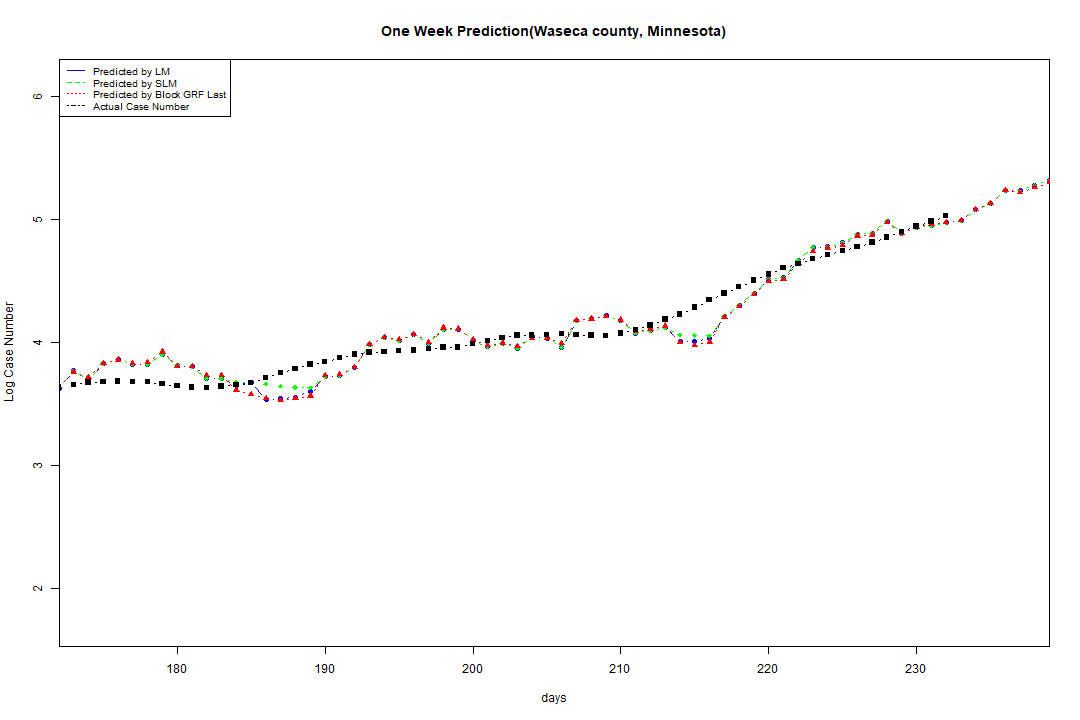 One Week Prediction(Waseca county, Minnesota)
Predicted by LM
Predicted by SLM
Predicted by Block GRF Last
Actual Case Number
6
5
4
3
2
Log Case Number
180 190 200 210 220 230
days